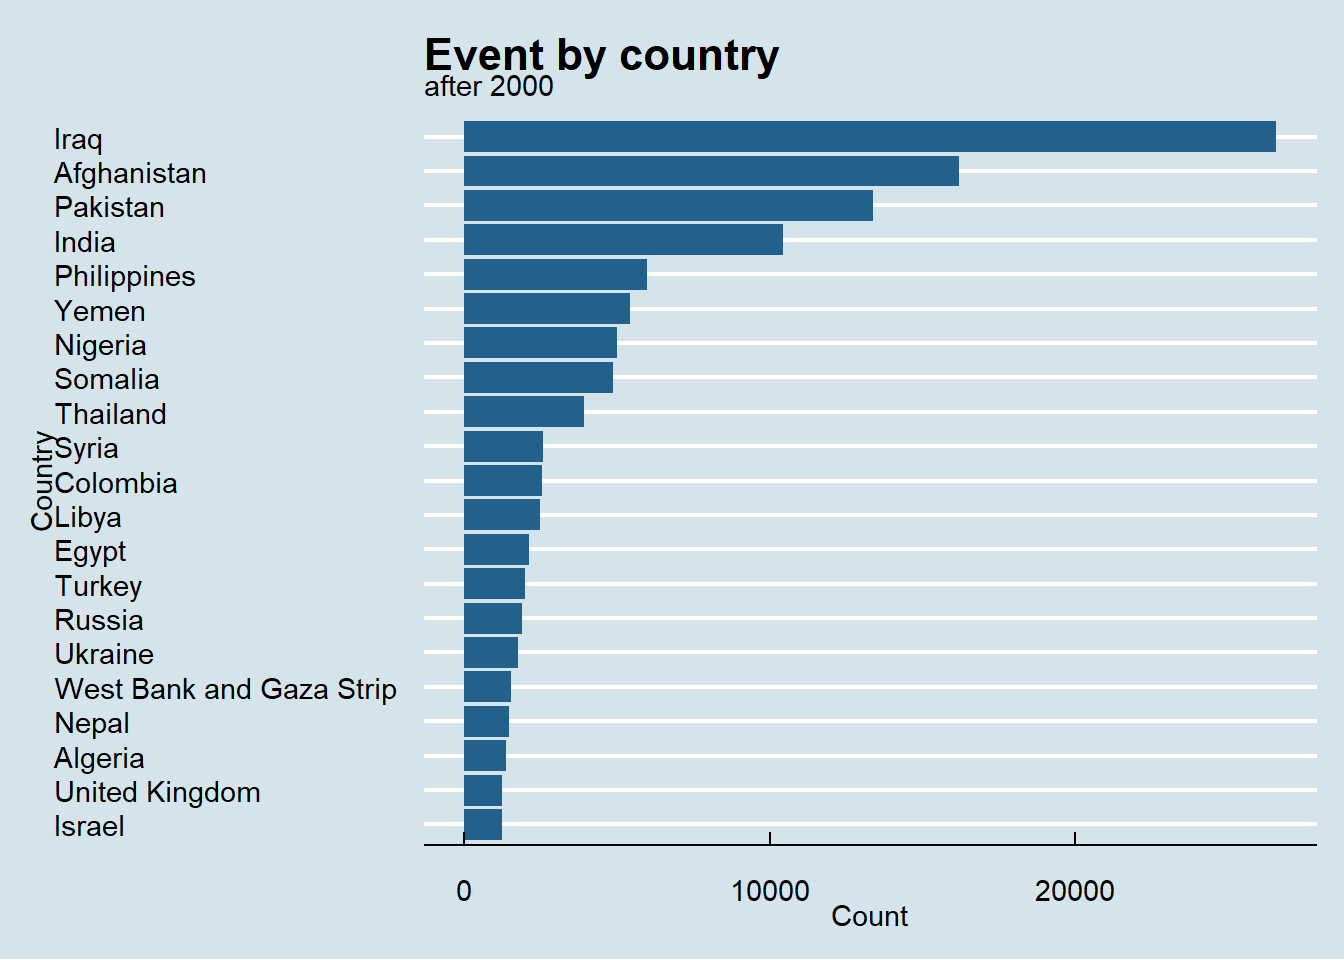 Event by country
after 2000
Iraq
Afghanistan
Pakistan
India
Philippines
Yemen
Nigeria
Somalia
Thailand
Syria
Colombia
Libya
Egypt
Turkey
Russia
Ukraine
West Bank and Gaza Strip
Nepal
Algeria
United Kingdom
Israel
Country
0 10000 20000
Count